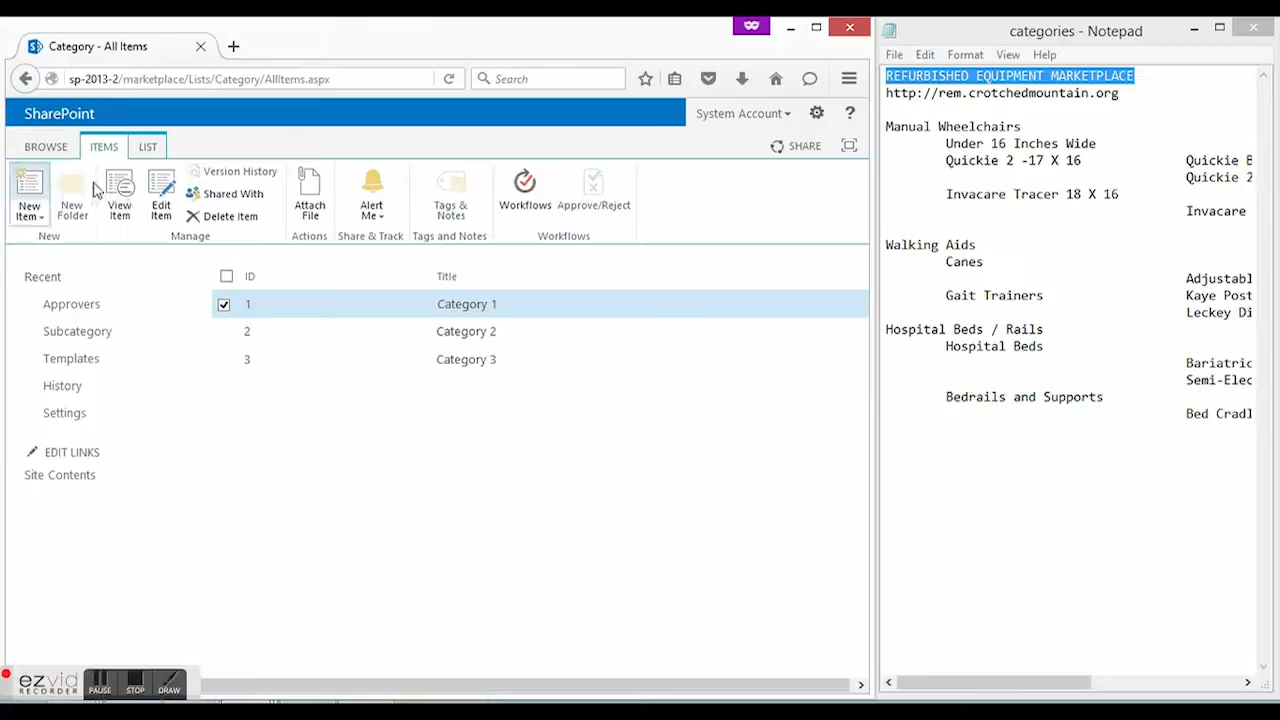 Category - All Items
sp-2013-2/marketplace/Lists/Category/AllItems.aspx
Search
SharePoint
System Account
?
BROWSE
ITEMS
LIST
SHARE
New Item
New Folder
View Item
Edit Item
Version History
Shared With
Delete Item
Attach File
Alert Me
Tags & Notes
Workflows
Approve/Reject
New
Manage
Actions
Share & Track
Tags and Notes
Workflows
Recent
Approvers
Subcategory
Templates
History
Settings
EDIT LINKS
Site Contents
ID Title
1 Category 1
2 Category 2
3 Category 3
ezvid
RECORDER
PAUSE
STOP
DRAW
categories - Notepad
File Edit Format View Help
REFURBISHED EQUIPMENT MARKETPLACE
http://rem.crotchedmountain.org
Manual Wheelchairs
Under 16 Inches Wide
Quickie 2 -17 X 16 Quickie B
Quickie 2
Invacare Tracer 18 X 16
Invacare
Walking Aids
Canes
Adjustabl
Gait Trainers Kaye Post
Leckey Di
Hospital Beds / Rails
Hospital Beds
Bariatric
Semi-Elec
Bedrails and Supports
Bed Cradl